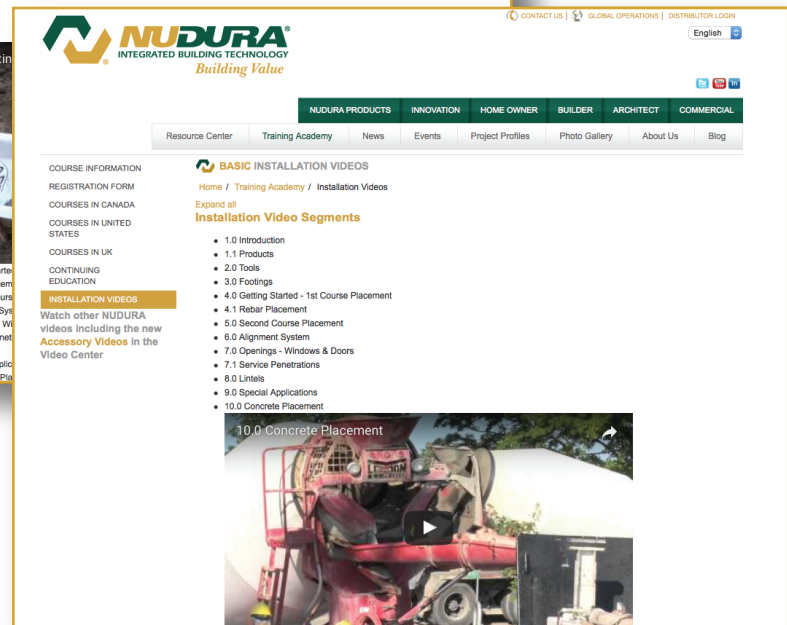 CONTACT US | GLOBAL OPERATIONS | DISTRIBUTOR LOGIN
English
NUDURA®
INTEGRATED BUILDING TECHNOLOGY
Building Value
NUDURA PRODUCTS INNOVATION HOME OWNER BUILDER ARCHITECT COMMERCIAL
Resource Center Training Academy News Events Project Profiles Photo Gallery About Us Blog
COURSE INFORMATION
REGISTRATION FORM
COURSES IN CANADA
COURSES IN UNITED
STATES
COURSES IN UK
CONTINUING
EDUCATION
INSTALLATION VIDEOS
Watch other NUDURA
videos including the new
Accessory Videos in the
Video Center
BASIC INSTALLATION VIDEOS
Home / Training Academy / Installation Videos
Expand all
Installation Video Segments
1.0 Introduction
1.1 Products
2.0 Tools
3.0 Footings
4.0 Getting Started - 1st Course Placement
4.1 Rebar Placement
5.0 Second Course Placement
6.0 Alignment System
7.0 Openings - Windows & Doors
7.1 Service Penetrations
8.0 Lintels
9.0 Special Applications
10.0 Concrete Placement
10.0 Concrete Placement
LONDON